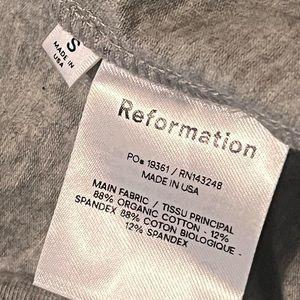 S
MADE IN
USA
Reformation
PO# 19361 / RN143248
MADE IN USA
MAIN FABRIC / TISSU PRINCIPAL
88% ORGANIC COTTON - 12%
SPANDEX 88% COTON BIOLOGIQUE -
12% SPANDEX